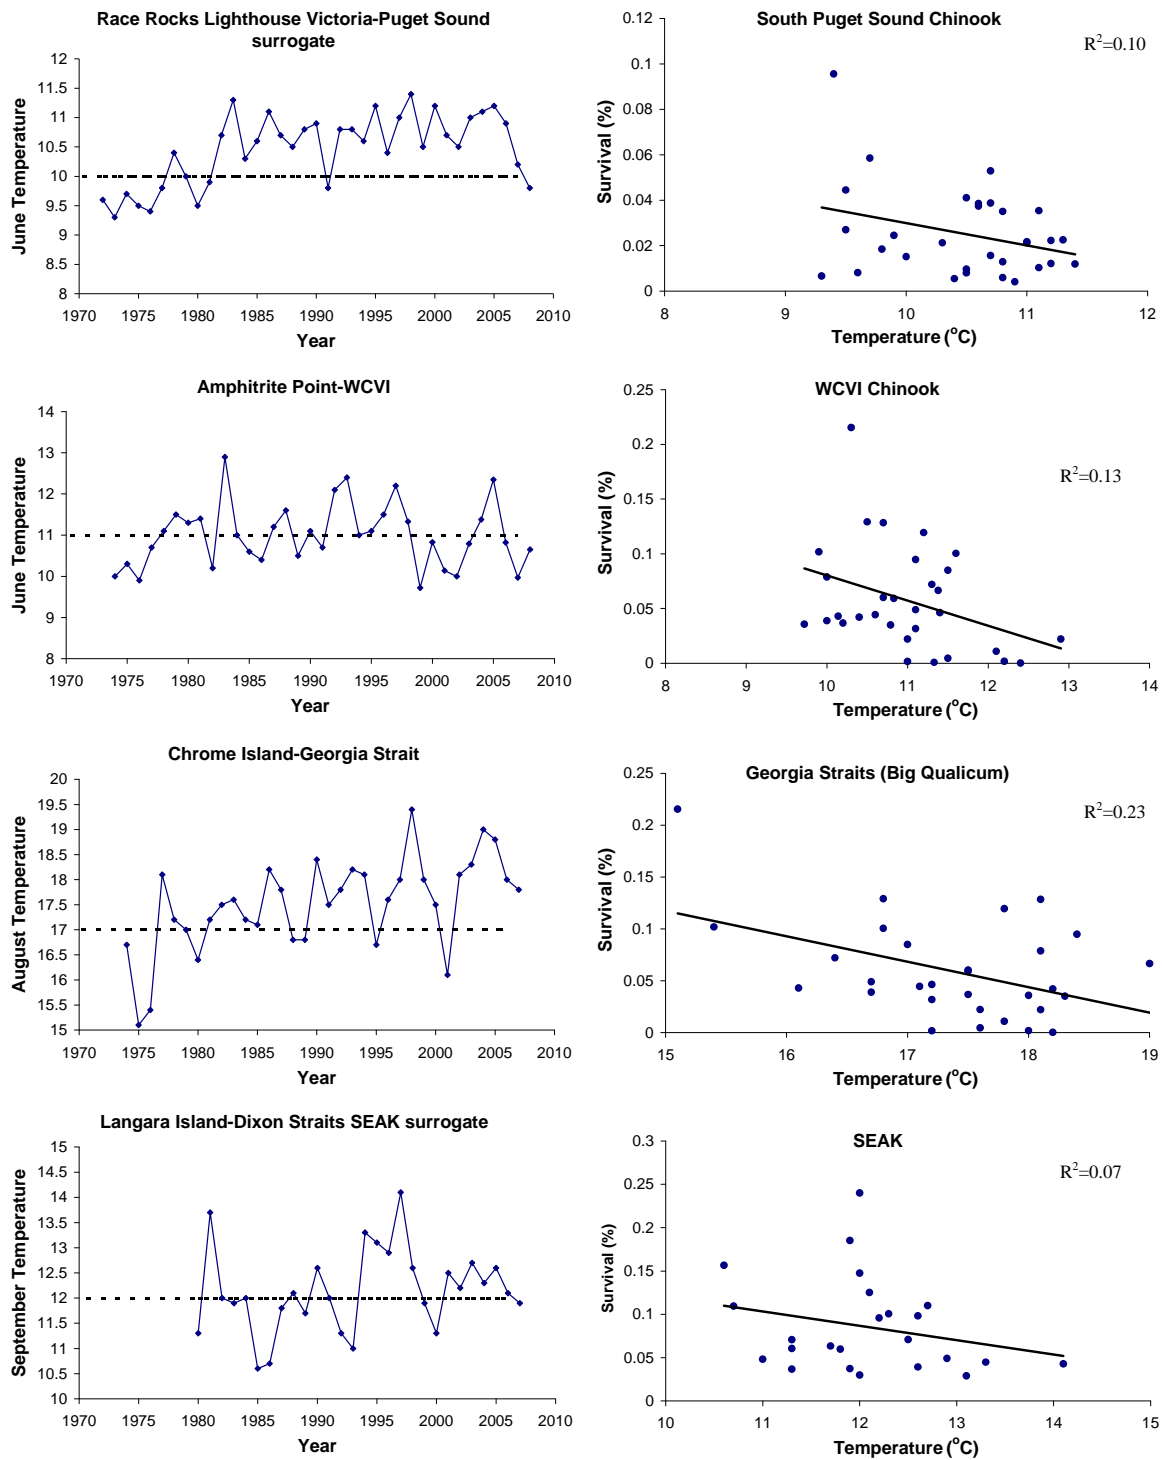 Race Rocks Lighthouse Victoria-Puget Sound
surrogate
12
11.5
11
10.5
10
9.5
9
8.5
8
June Temperature
1970 1975 1980 1985 1990 1995 2000 2005 2010
Year
South Puget Sound Chinook
R²=0.10
0.12
0.1
0.08
0.06
0.04
0.02
0
Survival (%)
8 9 10 11 12
Temperature (°C)
Amphitrite Point-WCVI
14
13
12
11
10
9
8
June Temperature
1970 1975 1980 1985 1990 1995 2000 2005 2010
Year
WCVI Chinook
R²=0.13
0.25
0.2
0.15
0.1
0.05
0
Survival (%)
8 9 10 11 12 13 14
Temperature (°C)
Chrome Island-Georgia Strait
20
19.5
19
18.5
18
17.5
17
16.5
16
15.5
15
August Temperature
1970 1975 1980 1985 1990 1995 2000 2005 2010
Year
Georgia Straits (Big Qualicum)
R²=0.23
0.25
0.2
0.15
0.1
0.05
0
Survival (%)
15 16 17 18 19
Temperature (°C)
Langara Island-Dixon Straits SEAK surrogate
15
14.5
14
13.5
13
12.5
12
11.5
11
10.5
10
September Temperature
1970 1975 1980 1985 1990 1995 2000 2005 2010
Year
SEAK
R²=0.07
0.3
0.25
0.2
0.15
0.1
0.05
0
Survival (%)
10 11 12 13 14 15
Temperature (°C)